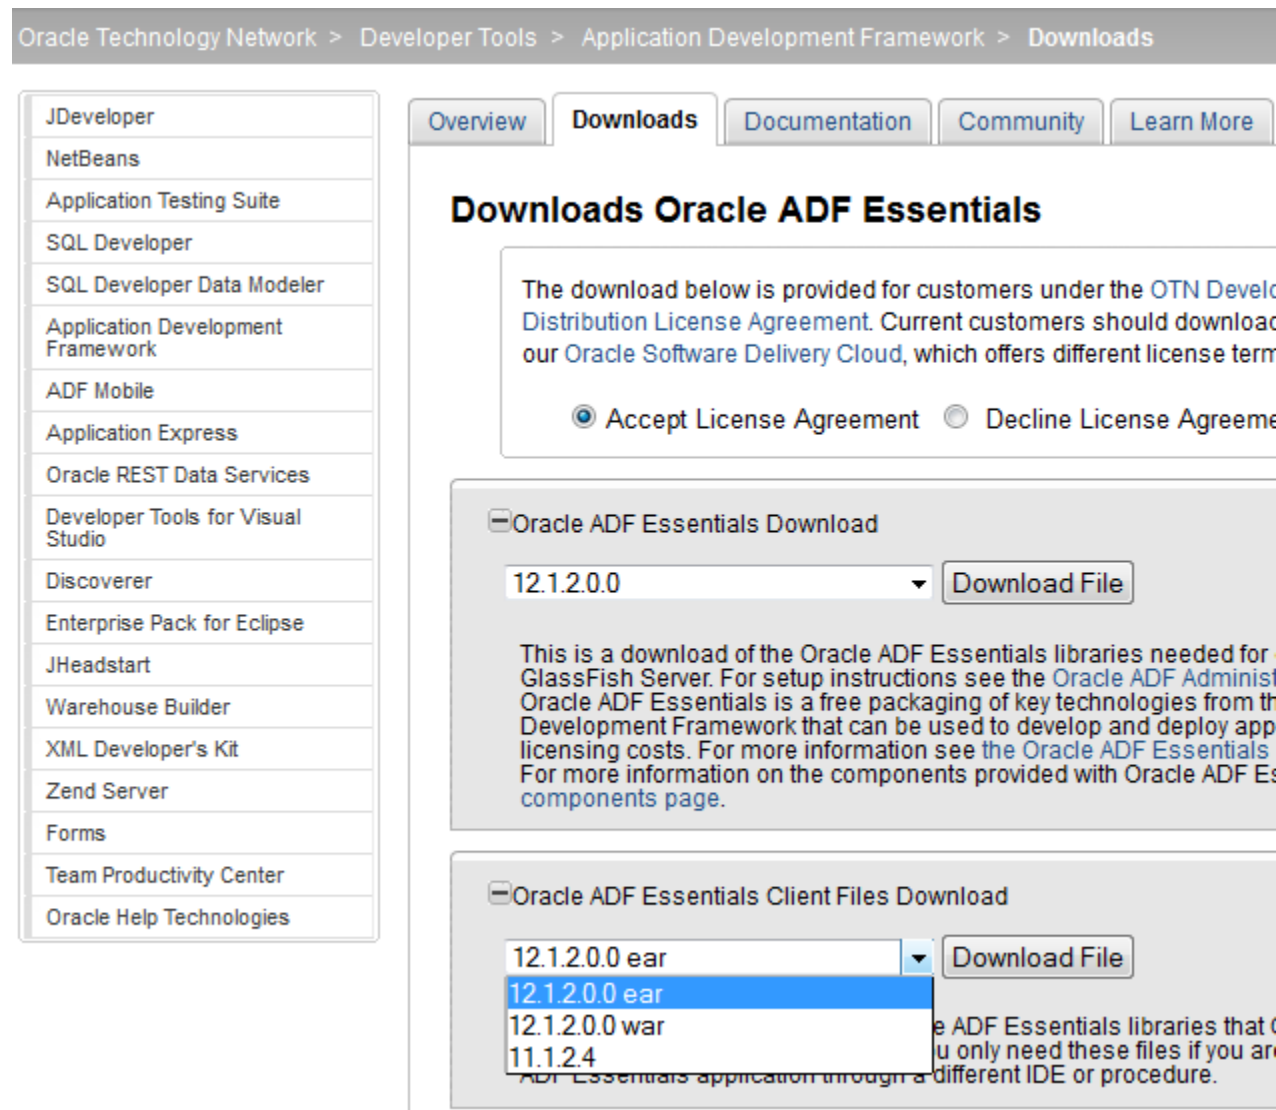 Oracle Technology Network > Developer Tools > Application Development Framework > Downloads
JDeveloper
NetBeans
Application Testing Suite
SQL Developer
SQL Developer Data Modeler
Application Development
Framework
ADF Mobile
Application Express
Oracle REST Data Services
Developer Tools for Visual
Studio
Discoverer
Enterprise Pack for Eclipse
JHeadstart
Warehouse Builder
XML Developer's Kit
Zend Server
Forms
Team Productivity Center
Oracle Help Technologies
Overview Downloads Documentation Community Learn More
Downloads Oracle ADF Essentials
The download below is provided for customers under the OTN Develo
Distribution License Agreement. Current customers should download
our Oracle Software Delivery Cloud, which offers different license term
Accept License Agreement Decline License Agreeme
Oracle ADF Essentials Download
12.1.2.0.0 Download File
This is a download of the Oracle ADF Essentials libraries needed for
GlassFish Server. For setup instructions see the Oracle ADF Administ
Oracle ADF Essentials is a free packaging of key technologies from th
Development Framework that can be used to develop and deploy app
licensing costs. For more information see the Oracle ADF Essentials
For more information on the components provided with Oracle ADF Es
components page.
Oracle ADF Essentials Client Files Download
12.1.2.0.0 ear Download File
12.1.2.0.0 ear
12.1.2.0.0 war
11.1.2.4
e ADF Essentials libraries that
u only need these files if you are
ADF Essentials application through a different IDE or procedure.